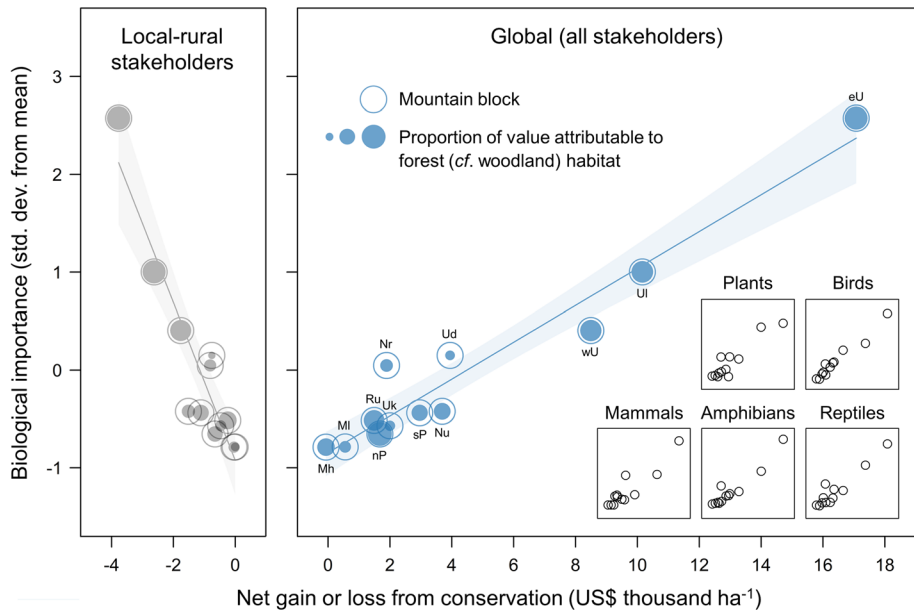 Local-rural
stakeholders
Global (all stakeholders)
Mountain block
Proportion of value attributable to
forest (cf. woodland) habitat
Biological importance (std. dev. from mean)
3
2
1
0
-1
eU
Ul
wU
Nr
Ud
Ru
Uk
Ml
Mh
nP
sP
Nu
Plants
Birds
Mammals
Amphibians
Reptiles
-4
-2
0
0
2
4
6
8
10
12
14
16
18
Net gain or loss from conservation (US$ thousand ha-1)